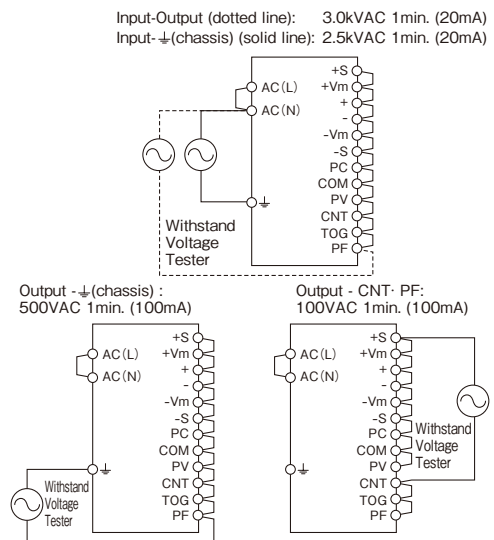 Input-Output (dotted line): 3.0kVAC 1min. (20mA)
Input-⏚(chassis) (solid line): 2.5kVAC 1min. (20mA)
+S
+Vm
+
-
-Vm
-S
PC
COM
PV
CNT
TOG
PF
AC(L)
AC(N)
⏚
Withstand
Voltage
Tester
Output -⏚(chassis) :
500VAC 1min. (100mA)
AC(L)
AC(N)
⏚
+S
+Vm
+
-
-Vm
-S
PC
COM
PV
CNT
TOG
PF
Withstand
Voltage
Tester
Output - CNT· PF:
100VAC 1min. (100mA)
AC(L)
AC(N)
⏚
+S
+Vm
+
-
-Vm
-S
PC
COM
PV
CNT
TOG
PF
Withstand
Voltage
Tester